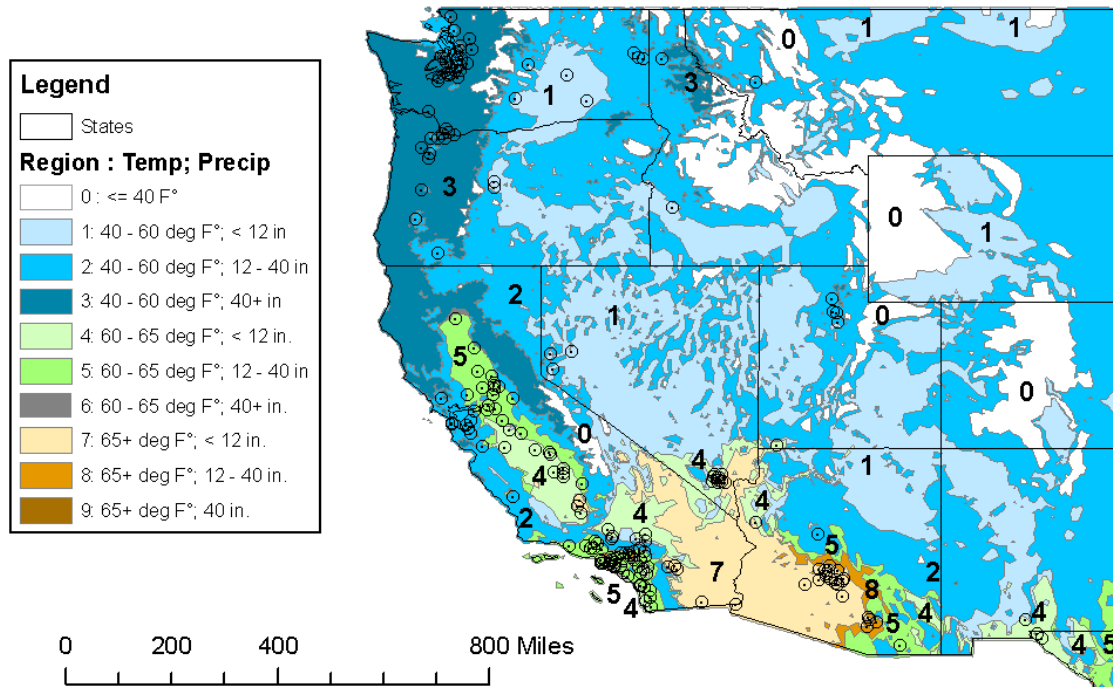 Legend
States
Region : Temp; Precip
0 : <= 40 F°
1: 40 - 60 deg F°; < 12 in
2: 40 - 60 deg F°; 12 - 40 in
3: 40 - 60 deg F°; 40+ in
4: 60 - 65 deg F°; < 12 in.
5: 60 - 65 deg F°; 12 - 40 in
6: 60 - 65 deg F°; 40+ in.
7: 65+ deg F°; < 12 in.
8: 65+ deg F°; 12 - 40 in.
9: 65+ deg F°; 40 in.
1 1
0
3
1
3
0
1
2
1
0
5
0
0
4
4
1
2
4
4
5
7
2
8
5
4
4
5
4
4
5
0 200 400 800 Miles